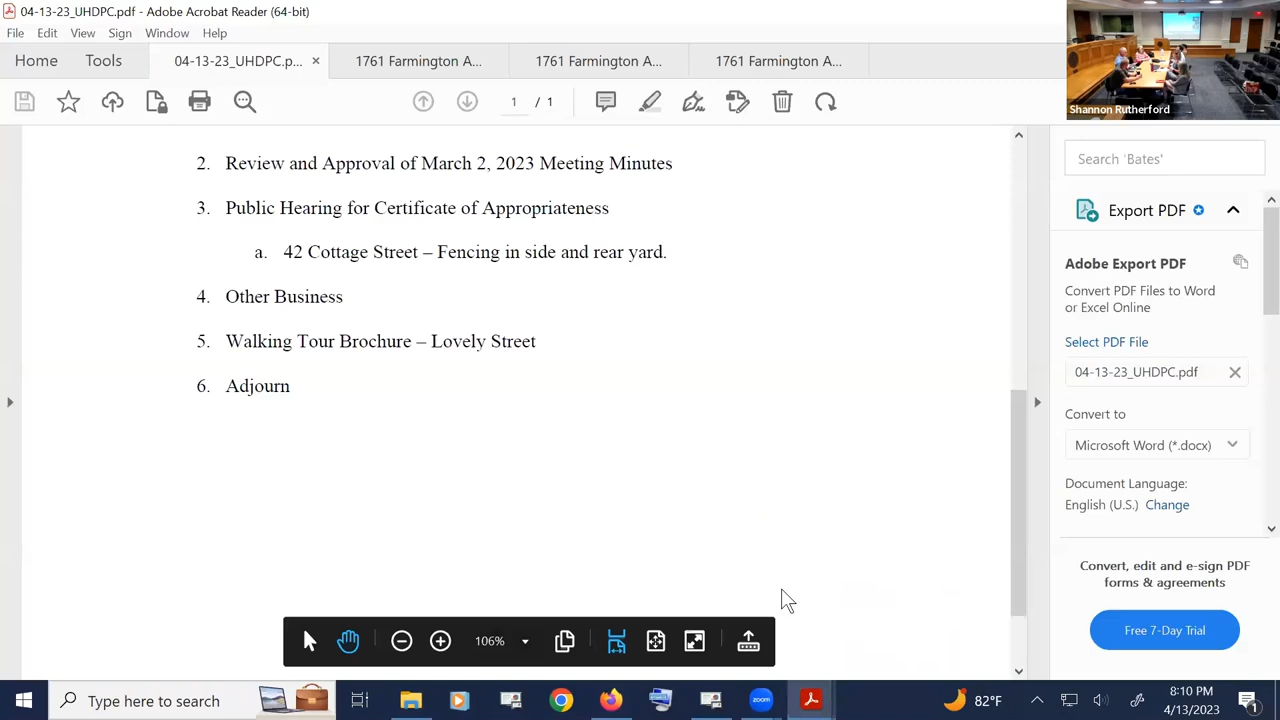 04-13-23_UHDPC.pdf - Adobe Acrobat Reader (64-bit)
File Edit View Sign Window Help
Home Tools 04-13-23_UHDPC.p... × 1761 Farmington A... 1761 Farmington A... 1761 Farmington A...
1 / 1
Shannon Rutherford
2. Review and Approval of March 2, 2023 Meeting Minutes
3. Public Hearing for Certificate of Appropriateness
a. 42 Cottage Street – Fencing in side and rear yard.
4. Other Business
5. Walking Tour Brochure – Lovely Street
6. Adjourn
106%
Search 'Bates'
Export PDF
Adobe Export PDF
Convert PDF Files to Word
or Excel Online
Select PDF File
04-13-23_UHDPC.pdf
Convert to
Microsoft Word (*.docx)
Document Language:
English (U.S.) Change
Convert, edit and e-sign PDF
forms & agreements
Free 7-Day Trial
Type here to search
zoom
82°F
8:10 PM
4/13/2023
1